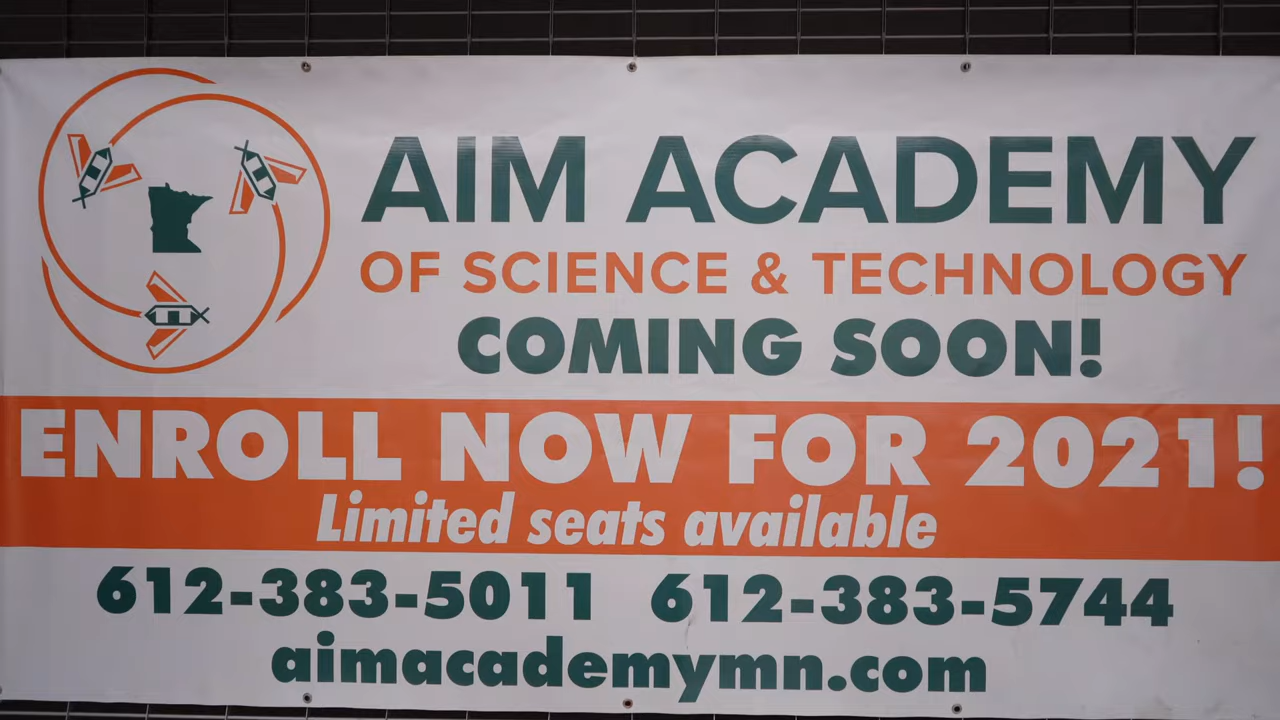 AIM ACADEMY
OF SCIENCE & TECHNOLOGY
COMING SOON!
ENROLL NOW FOR 2021!
Limited seats available
612-383-5011 612-383-5744
aimacademymn.com